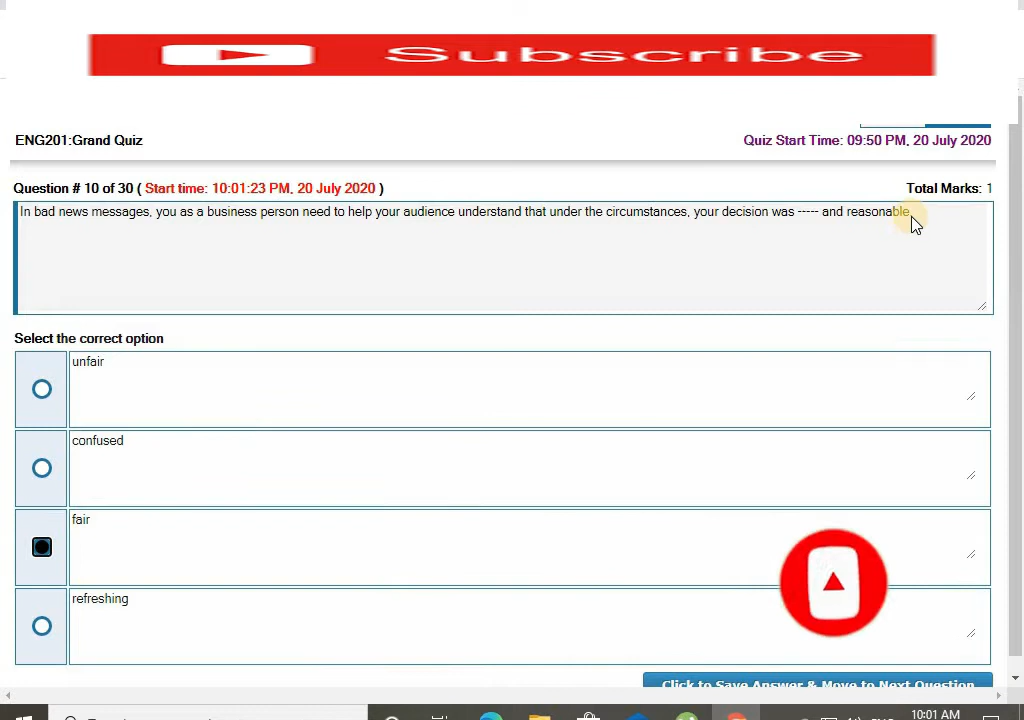 Subscribe
ENG201:Grand Quiz
Quiz Start Time: 09:50 PM, 20 July 2020
Question # 10 of 30 ( Start time: 10:01:23 PM, 20 July 2020 )
Total Marks: 1
In bad news messages, you as a business person need to help your audience understand that under the circumstances, your decision was ----- and reasonable
Select the correct option
unfair
confused
fair
refreshing
Click to Save Answer & Move to Next Question
10:01 AM